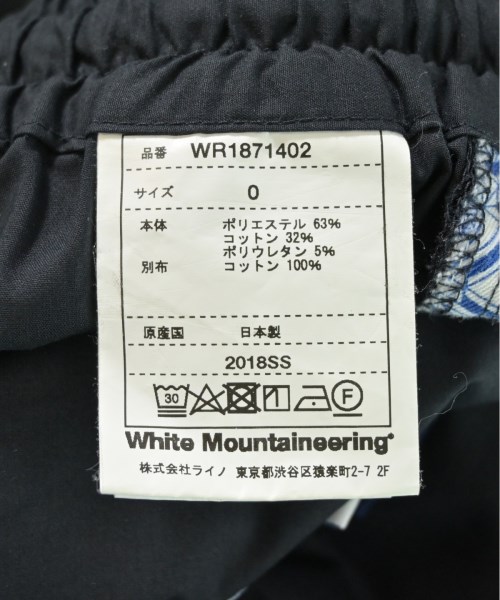 品番 WR1871402
サイズ 0
本体 ポリエステル 63%
コットン 32%
ポリウレタン 5%
別布 コットン 100%
原産国 日本製
2018SS
30 F
White Mountaineering®
株式会社ライノ 東京都渋谷区猿楽町2-7 2F